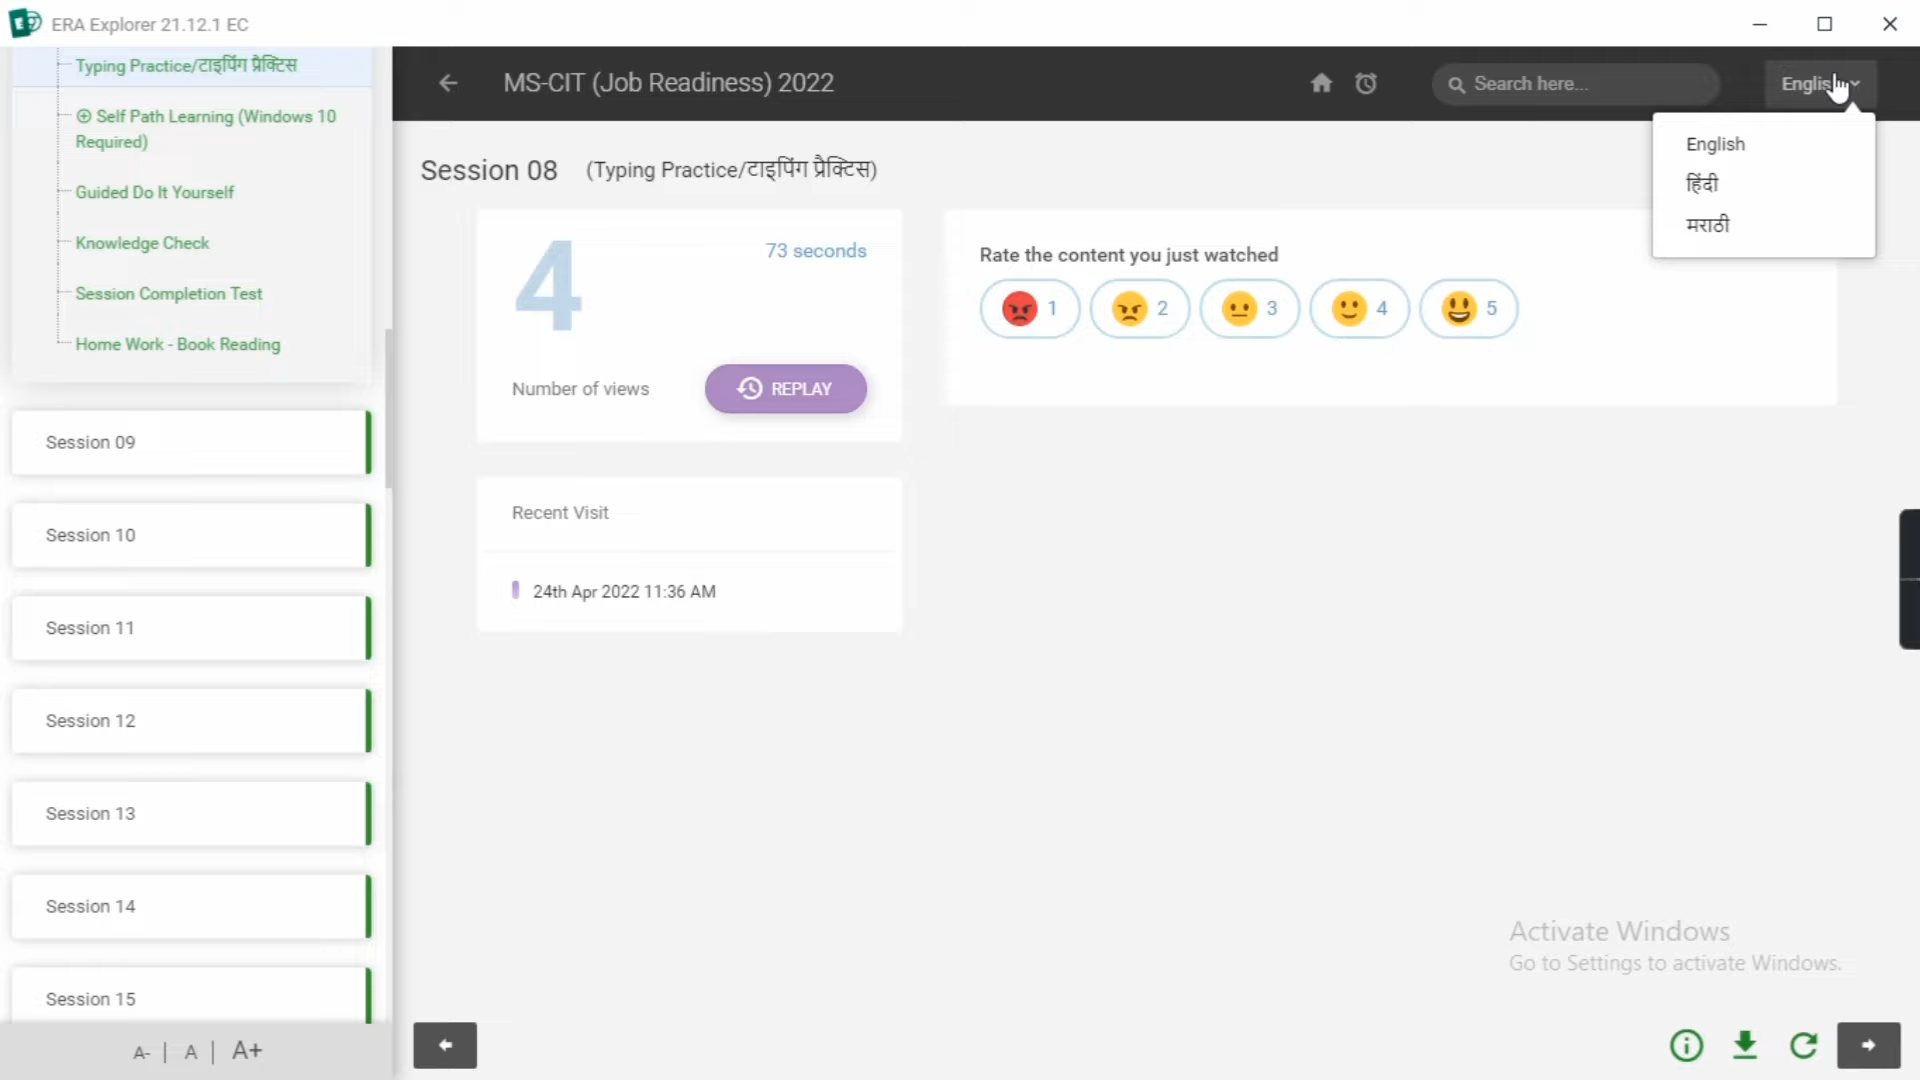 ERA Explorer 21.12.1 EC
Typing Practice/टाइपिंग प्रैक्टिस
Self Path Learning (Windows 10
Required)
Guided Do It Yourself
Knowledge Check
Session Completion Test
Home Work - Book Reading
Session 09
Session 10
Session 11
Session 12
Session 13
Session 14
Session 15
A- | A | A+
MS-CIT (Job Readiness) 2022
Search here...
English
English
हिंदी
मराठी
Session 08 (Typing Practice/टाइपिंग प्रैक्टिस)
4
73 seconds
Number of views
REPLAY
Rate the content you just watched
1 2 3 4 5
Recent Visit
24th Apr 2022 11:36 AM
Activate Windows
Go to Settings to activate Windows.